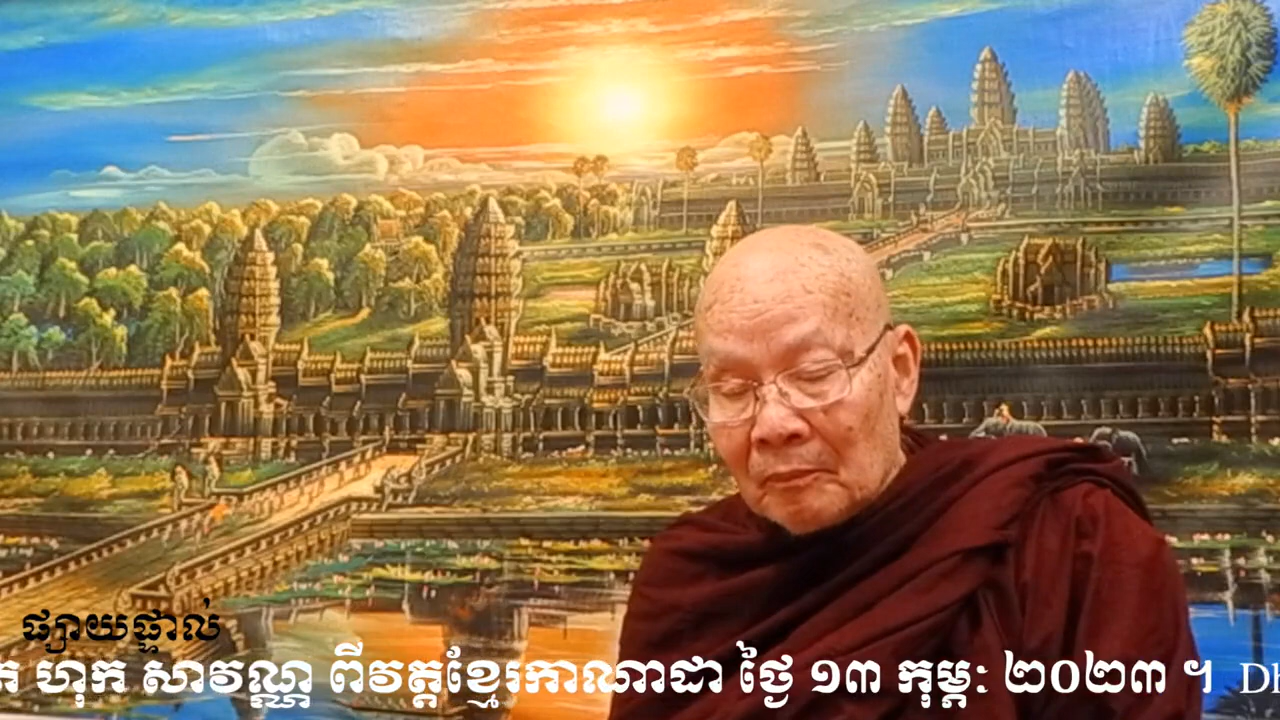 ផ្សាយផ្ទាល់
ហុក សាវណ្ណ ពីវត្តខ្មែរកាណាដា ថ្ងៃ ១៣ កុម្ភៈ ២០២៣ ។